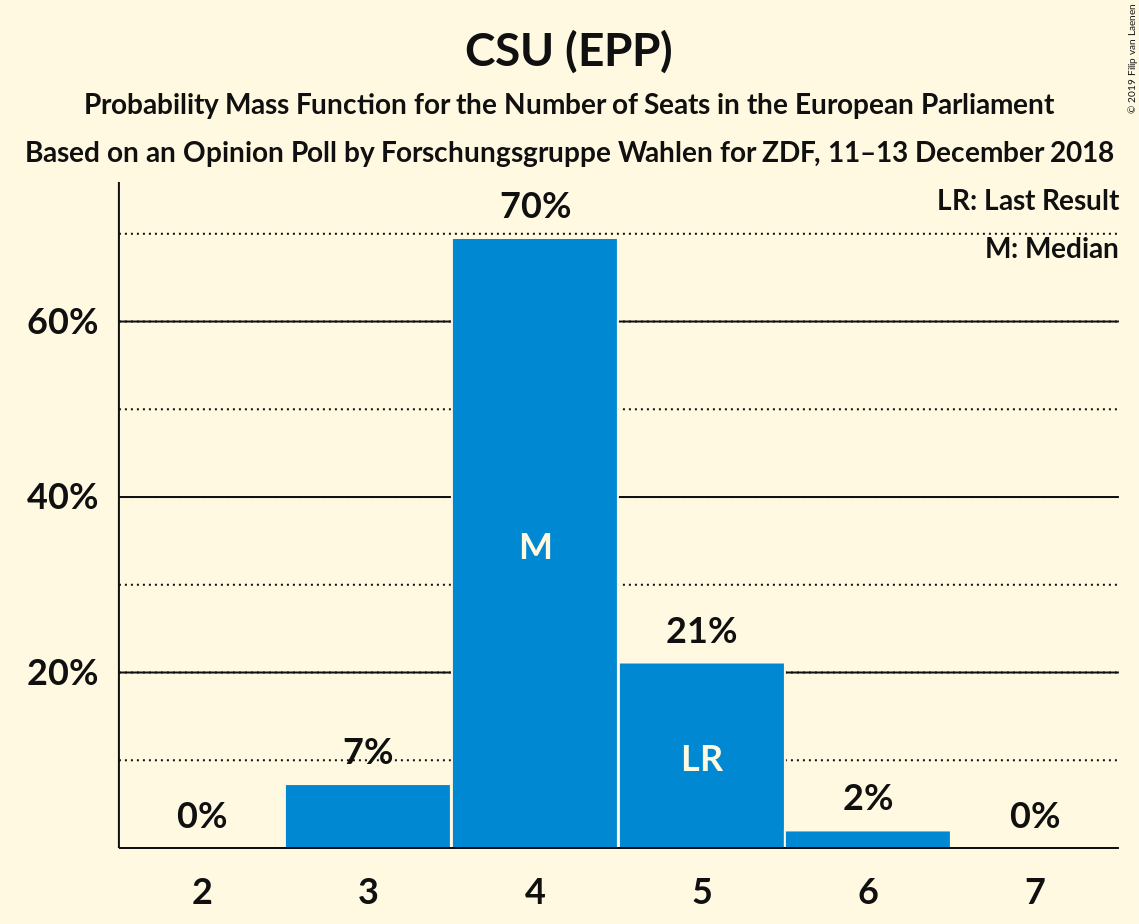 CSU (EPP)
Probability Mass Function for the Number of Seats in the European Parliament
Based on an Opinion Poll by Forschungsgruppe Wahlen for ZDF, 11–13 December 2018
© 2019 Filip van Laenen
LR: Last Result
M: Median
60%
40%
20%
0%
7%
70%
21%
2%
0%
M
LR
2
3
4
5
6
7